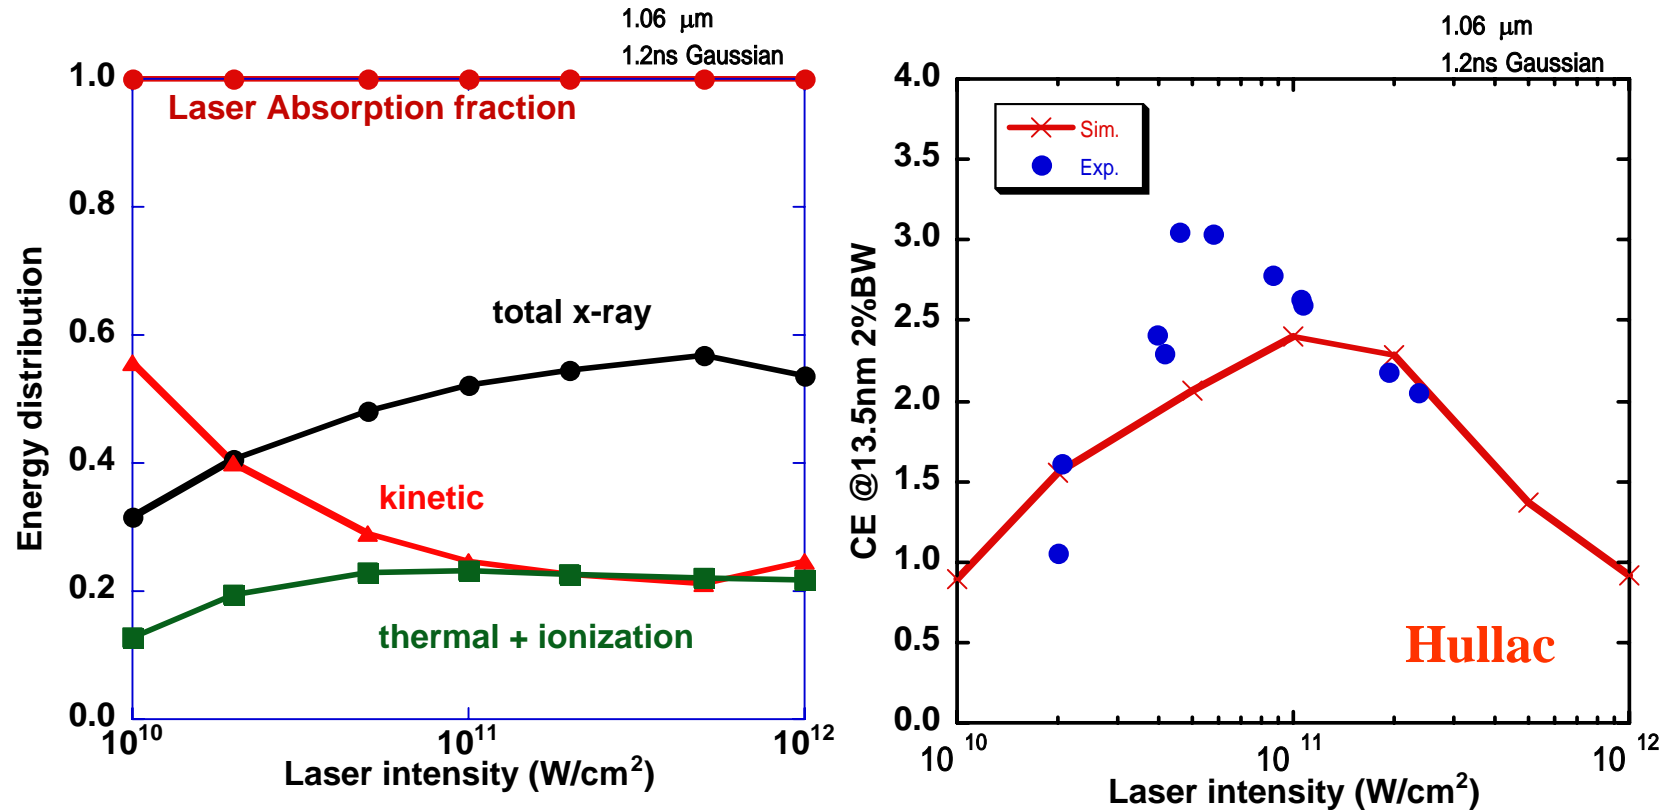 1.06 μm
1.2ns Gaussian
1.0
0.8
0.6
0.4
0.2
0.0
Energy distribution
Laser Absorption fraction
total x-ray
kinetic
thermal + ionization
10^10
10^11
10^12
Laser intensity (W/cm²)
1.06 μm
1.2ns Gaussian
4.0
3.5
3.0
2.5
2.0
1.5
1.0
0.5
0.0
CE @13.5nm 2%BW
Sim.
Exp.
Hullac
10^10
10^11
10^12
Laser intensity (W/cm²)